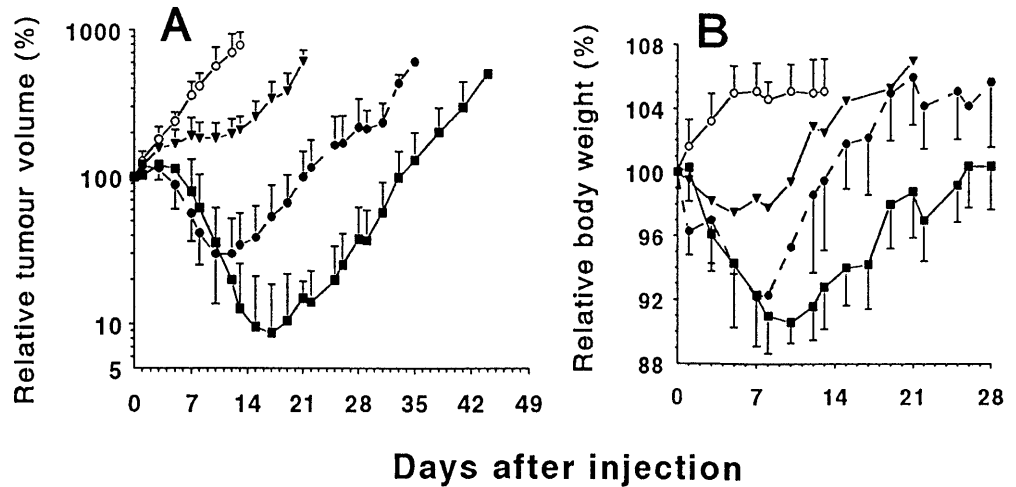 A
B
Relative tumour volume (%)
1000
100
10
5
0 7 14 21 28 35 42 49
Relative body weight (%)
108
104
100
96
92
88
0 7 14 21 28
Days after injection